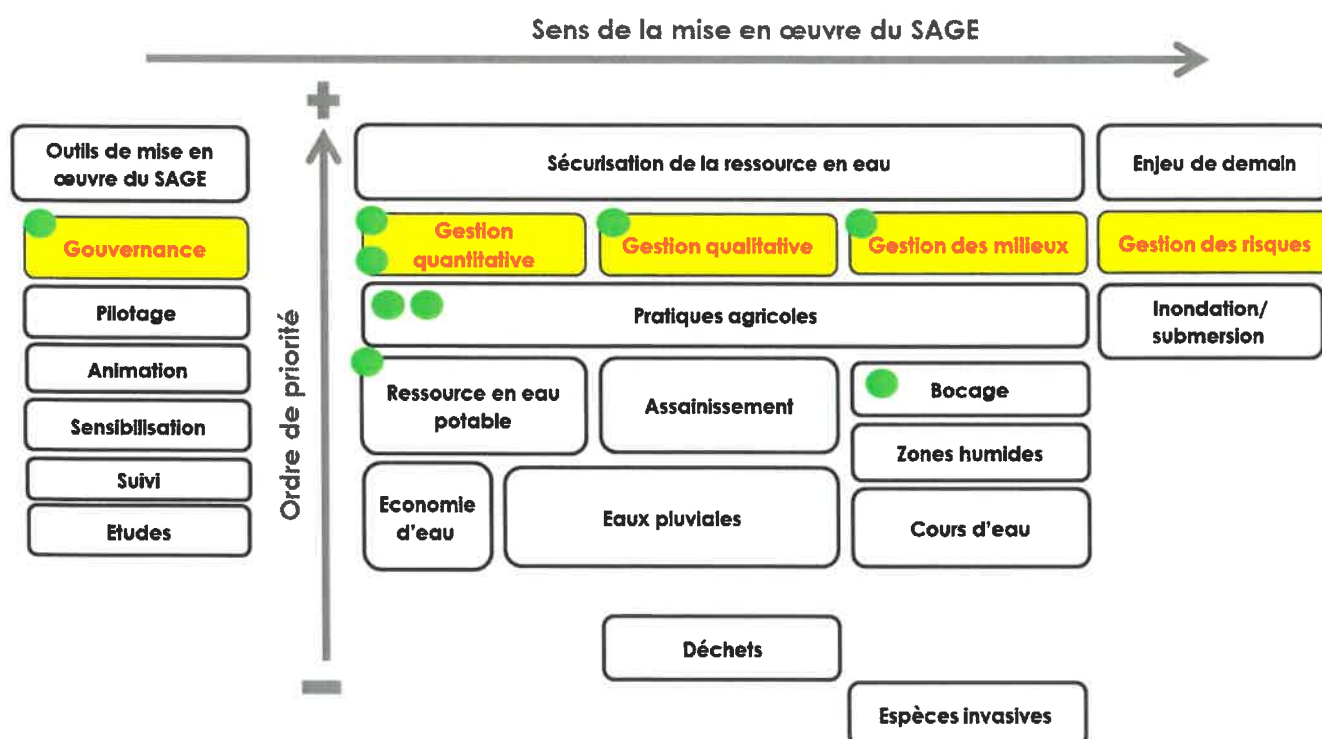 Sens de la mise en œuvre du SAGE
Outils de mise en
œuvre du SAGE
Sécurisation de la ressource en eau
Enjeu de demain
Gouvernance
Gestion
quantitative
Gestion qualitative
Gestion des milieux
Gestion des risques
Pilotage
Animation
Sensibilisation
Suivi
Etudes
Ordre de priorité
Pratiques agricoles
Inondation/
submersion
Ressource en eau
potable
Assainissement
Bocage
Zones humides
Economie
d'eau
Eaux pluviales
Cours d'eau
Déchets
Espèces invasives